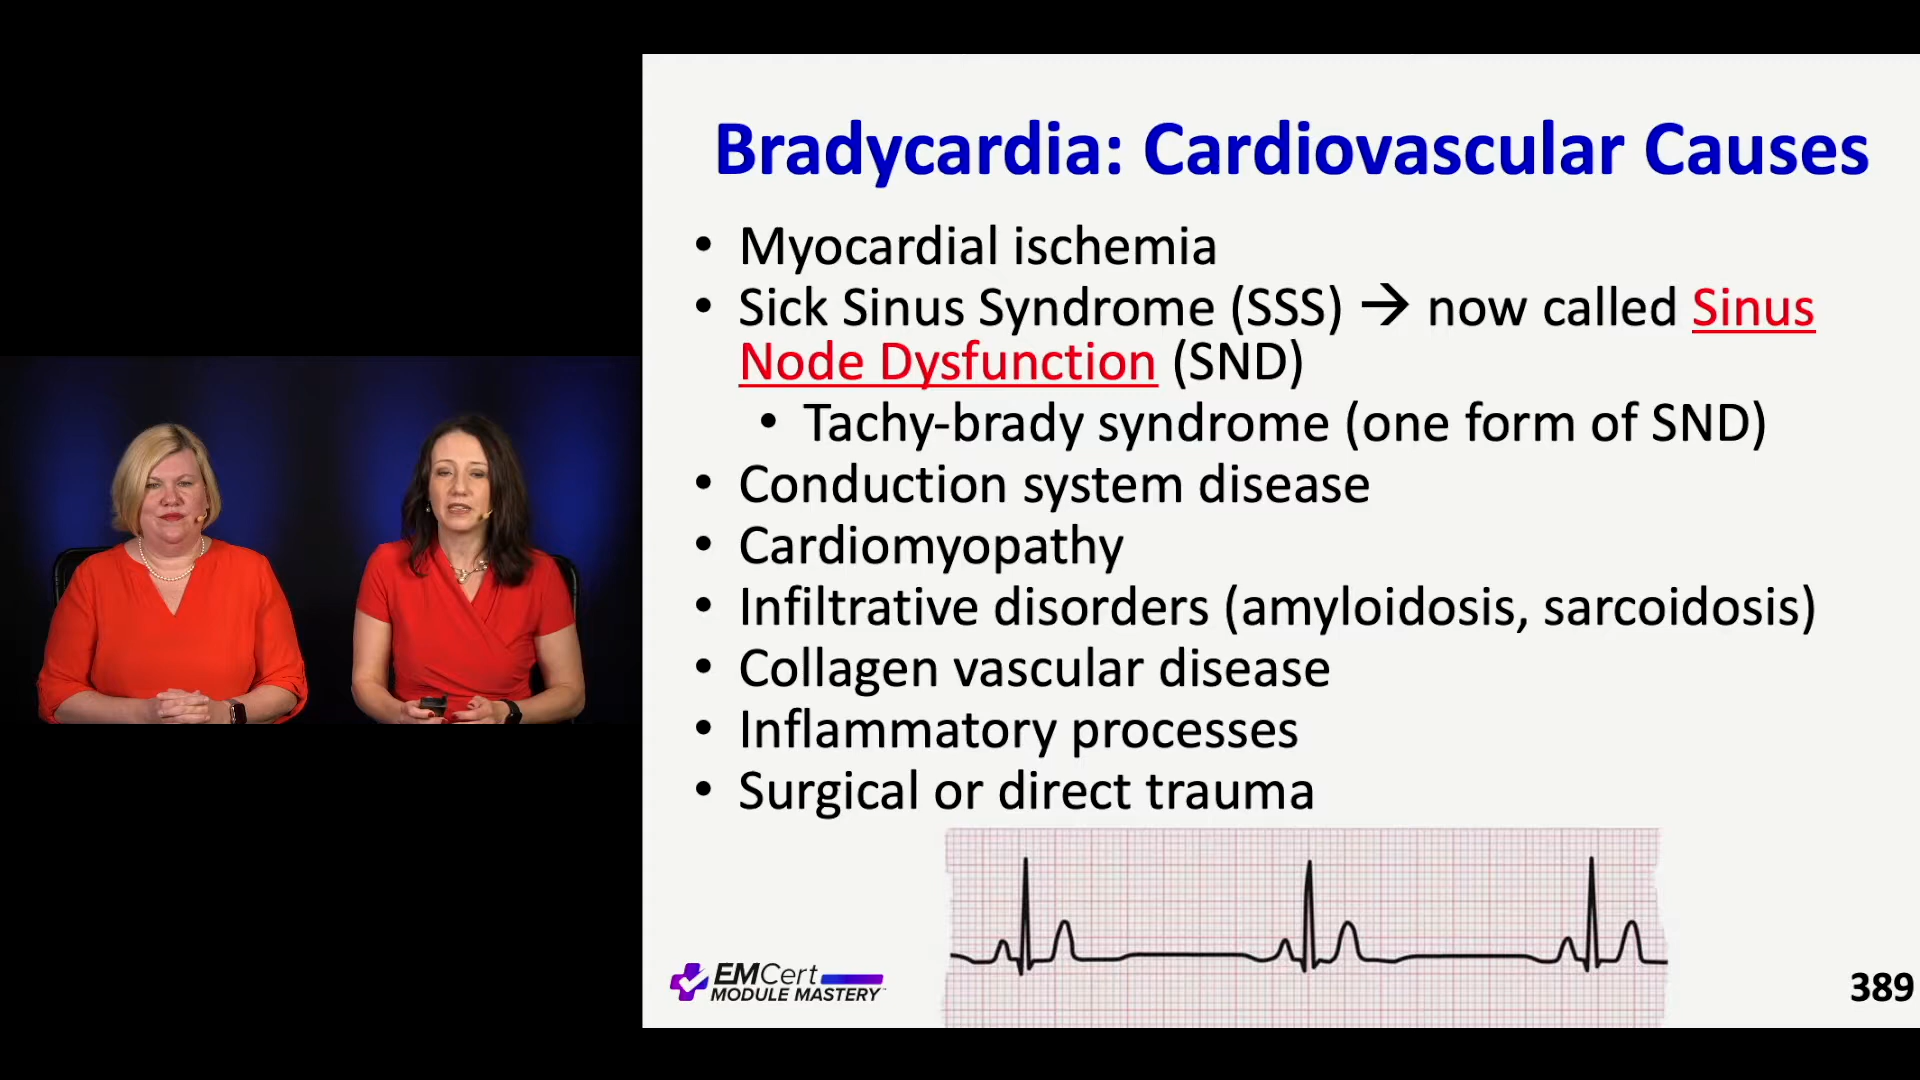 Bradycardia: Cardiovascular Causes
• Myocardial ischemia
• Sick Sinus Syndrome (SSS) → now called Sinus
Node Dysfunction (SND)
• Tachy-brady syndrome (one form of SND)
• Conduction system disease
• Cardiomyopathy
• Infiltrative disorders (amyloidosis, sarcoidosis)
• Collagen vascular disease
• Inflammatory processes
• Surgical or direct trauma
EMCert
MODULE MASTERY™
389